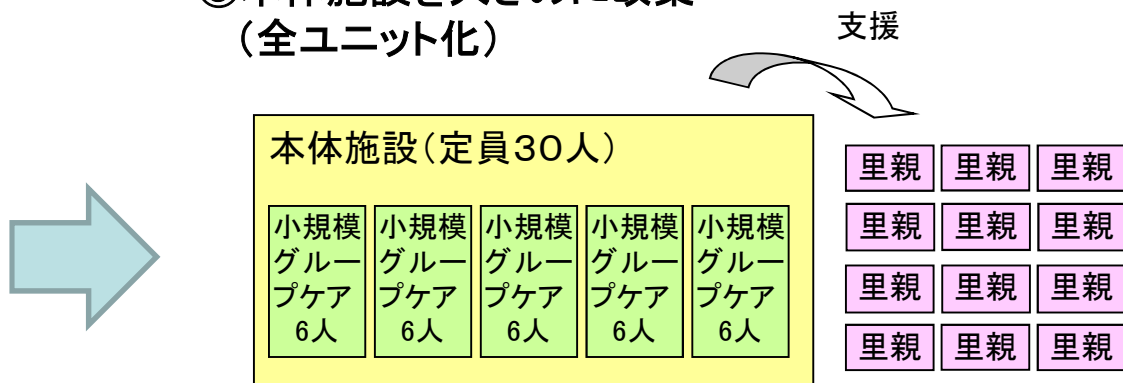 （全ユニット化）
支援
本体施設（定員３０人）
小規模
グルー
プケア
6人
小規模
グルー
プケア
6人
小規模
グルー
プケア
6人
小規模
グルー
プケア
6人
小規模
グルー
プケア
6人
里親 里親 里親
里親 里親 里親
里親 里親 里親
里親 里親 里親